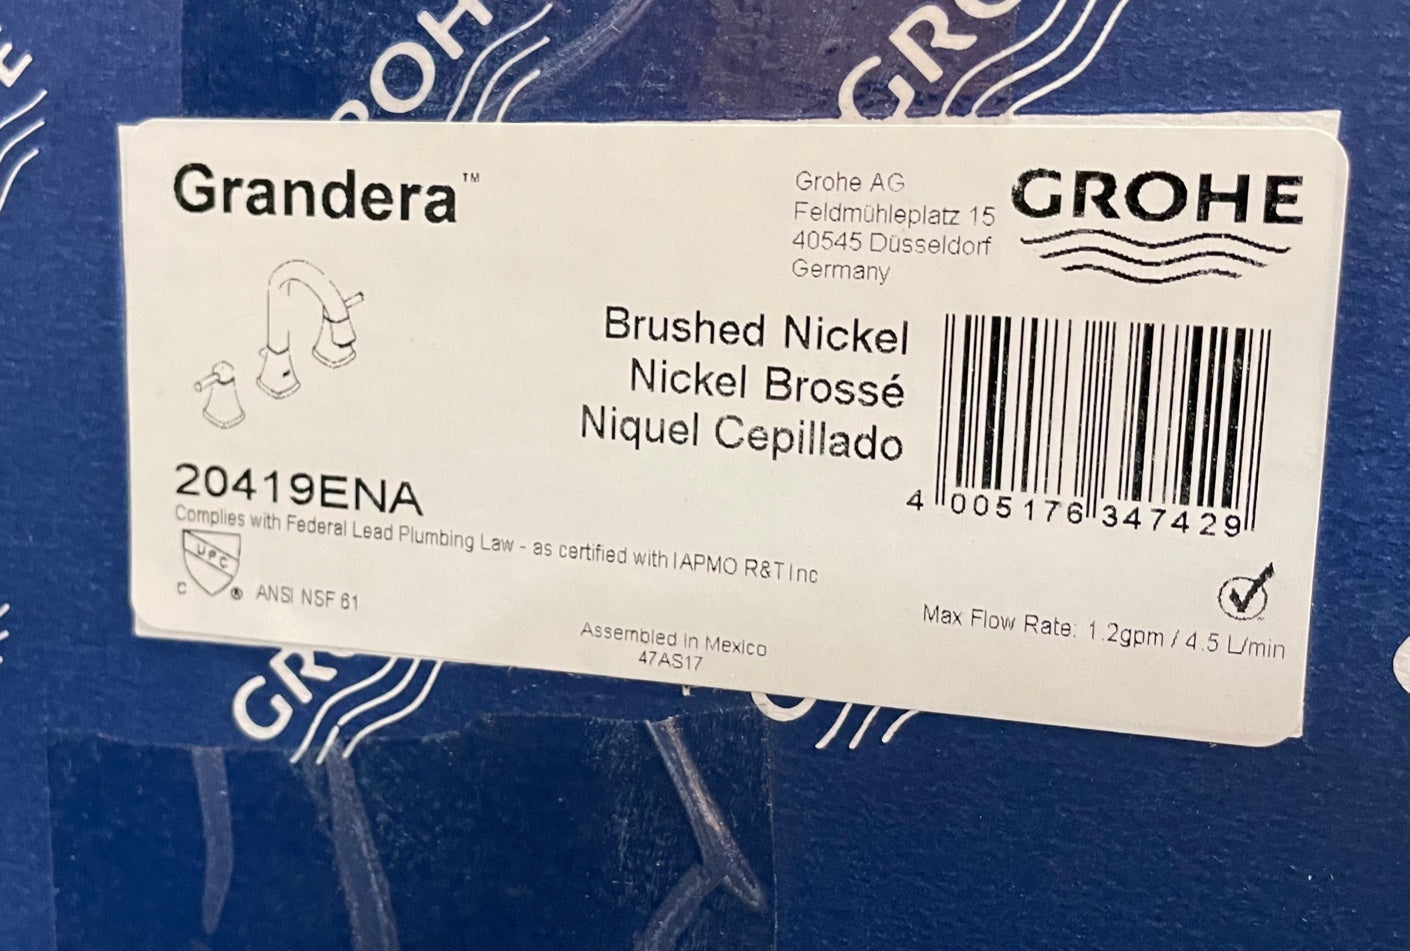 GROHE
Grandera™
Grohe AG
Feldmühleplatz 15
40545 Düsseldorf
Germany
Brushed Nickel
Nickel Brossé
Niquel Cepillado
4 005176 347429
20419ENA
Complies with Federal Lead Plumbing Law - as certified with IAPMO R&T Inc
UPC
C ® ANSI NSF 61
Max Flow Rate: 1.2gpm / 4.5 L/min
Assembled In Mexico
47AS17